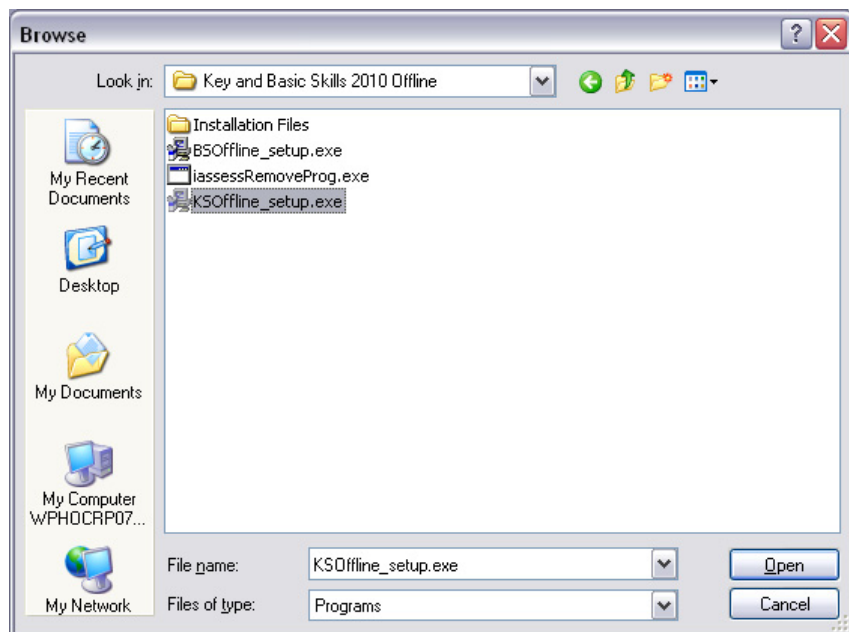 Browse
Look in:
Key and Basic Skills 2010 Offline
My Recent
Documents
Desktop
My Documents
My Computer
WPHOCRP07...
My Network
Installation Files
BSOffline_setup.exe
iassessRemoveProg.exe
KSOffline_setup.exe
File name:
KSOffline_setup.exe
Open
Files of type:
Programs
Cancel